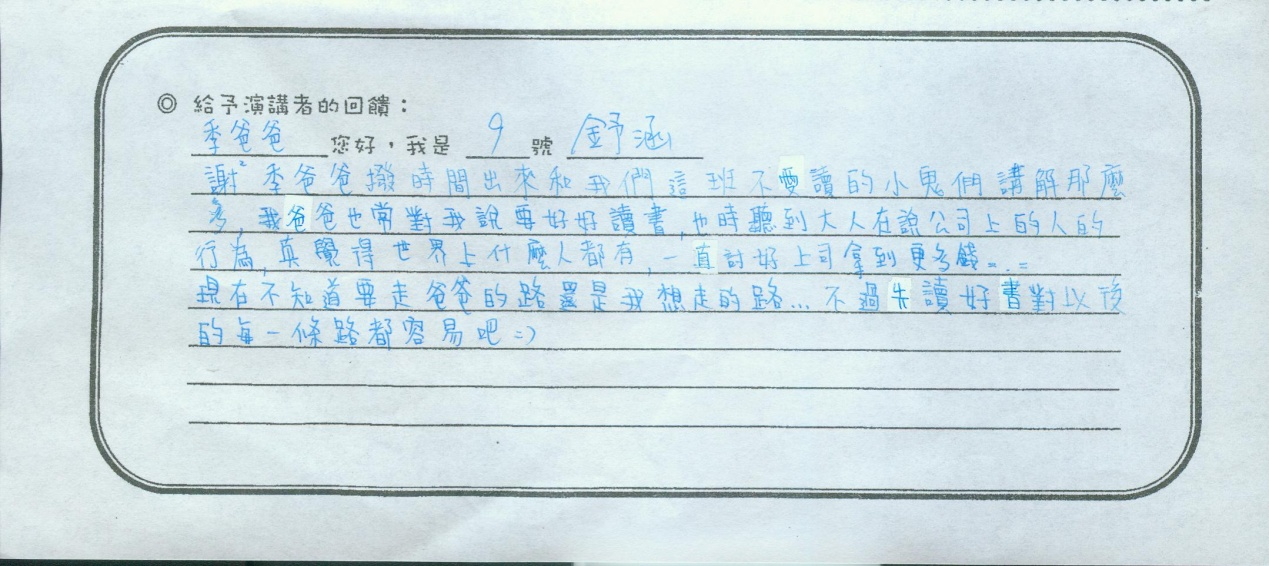 ◎ 給予演講者的回饋：
季爸爸 您好，我是 9 號 舒涵
謝²季爸爸撥時間出來和我們這班不愛讀的小鬼們講解那麼
多,我爸爸也常對我說要好好讀書,也時聽到大人在說公司上的人的
行為,真覺得世界上什麼人都有,一直討好上司拿到更多錢=..=
現在不知道要走爸爸的路還是我想走的路...不過先讀好書對以後
的每一條路都容易吧=)